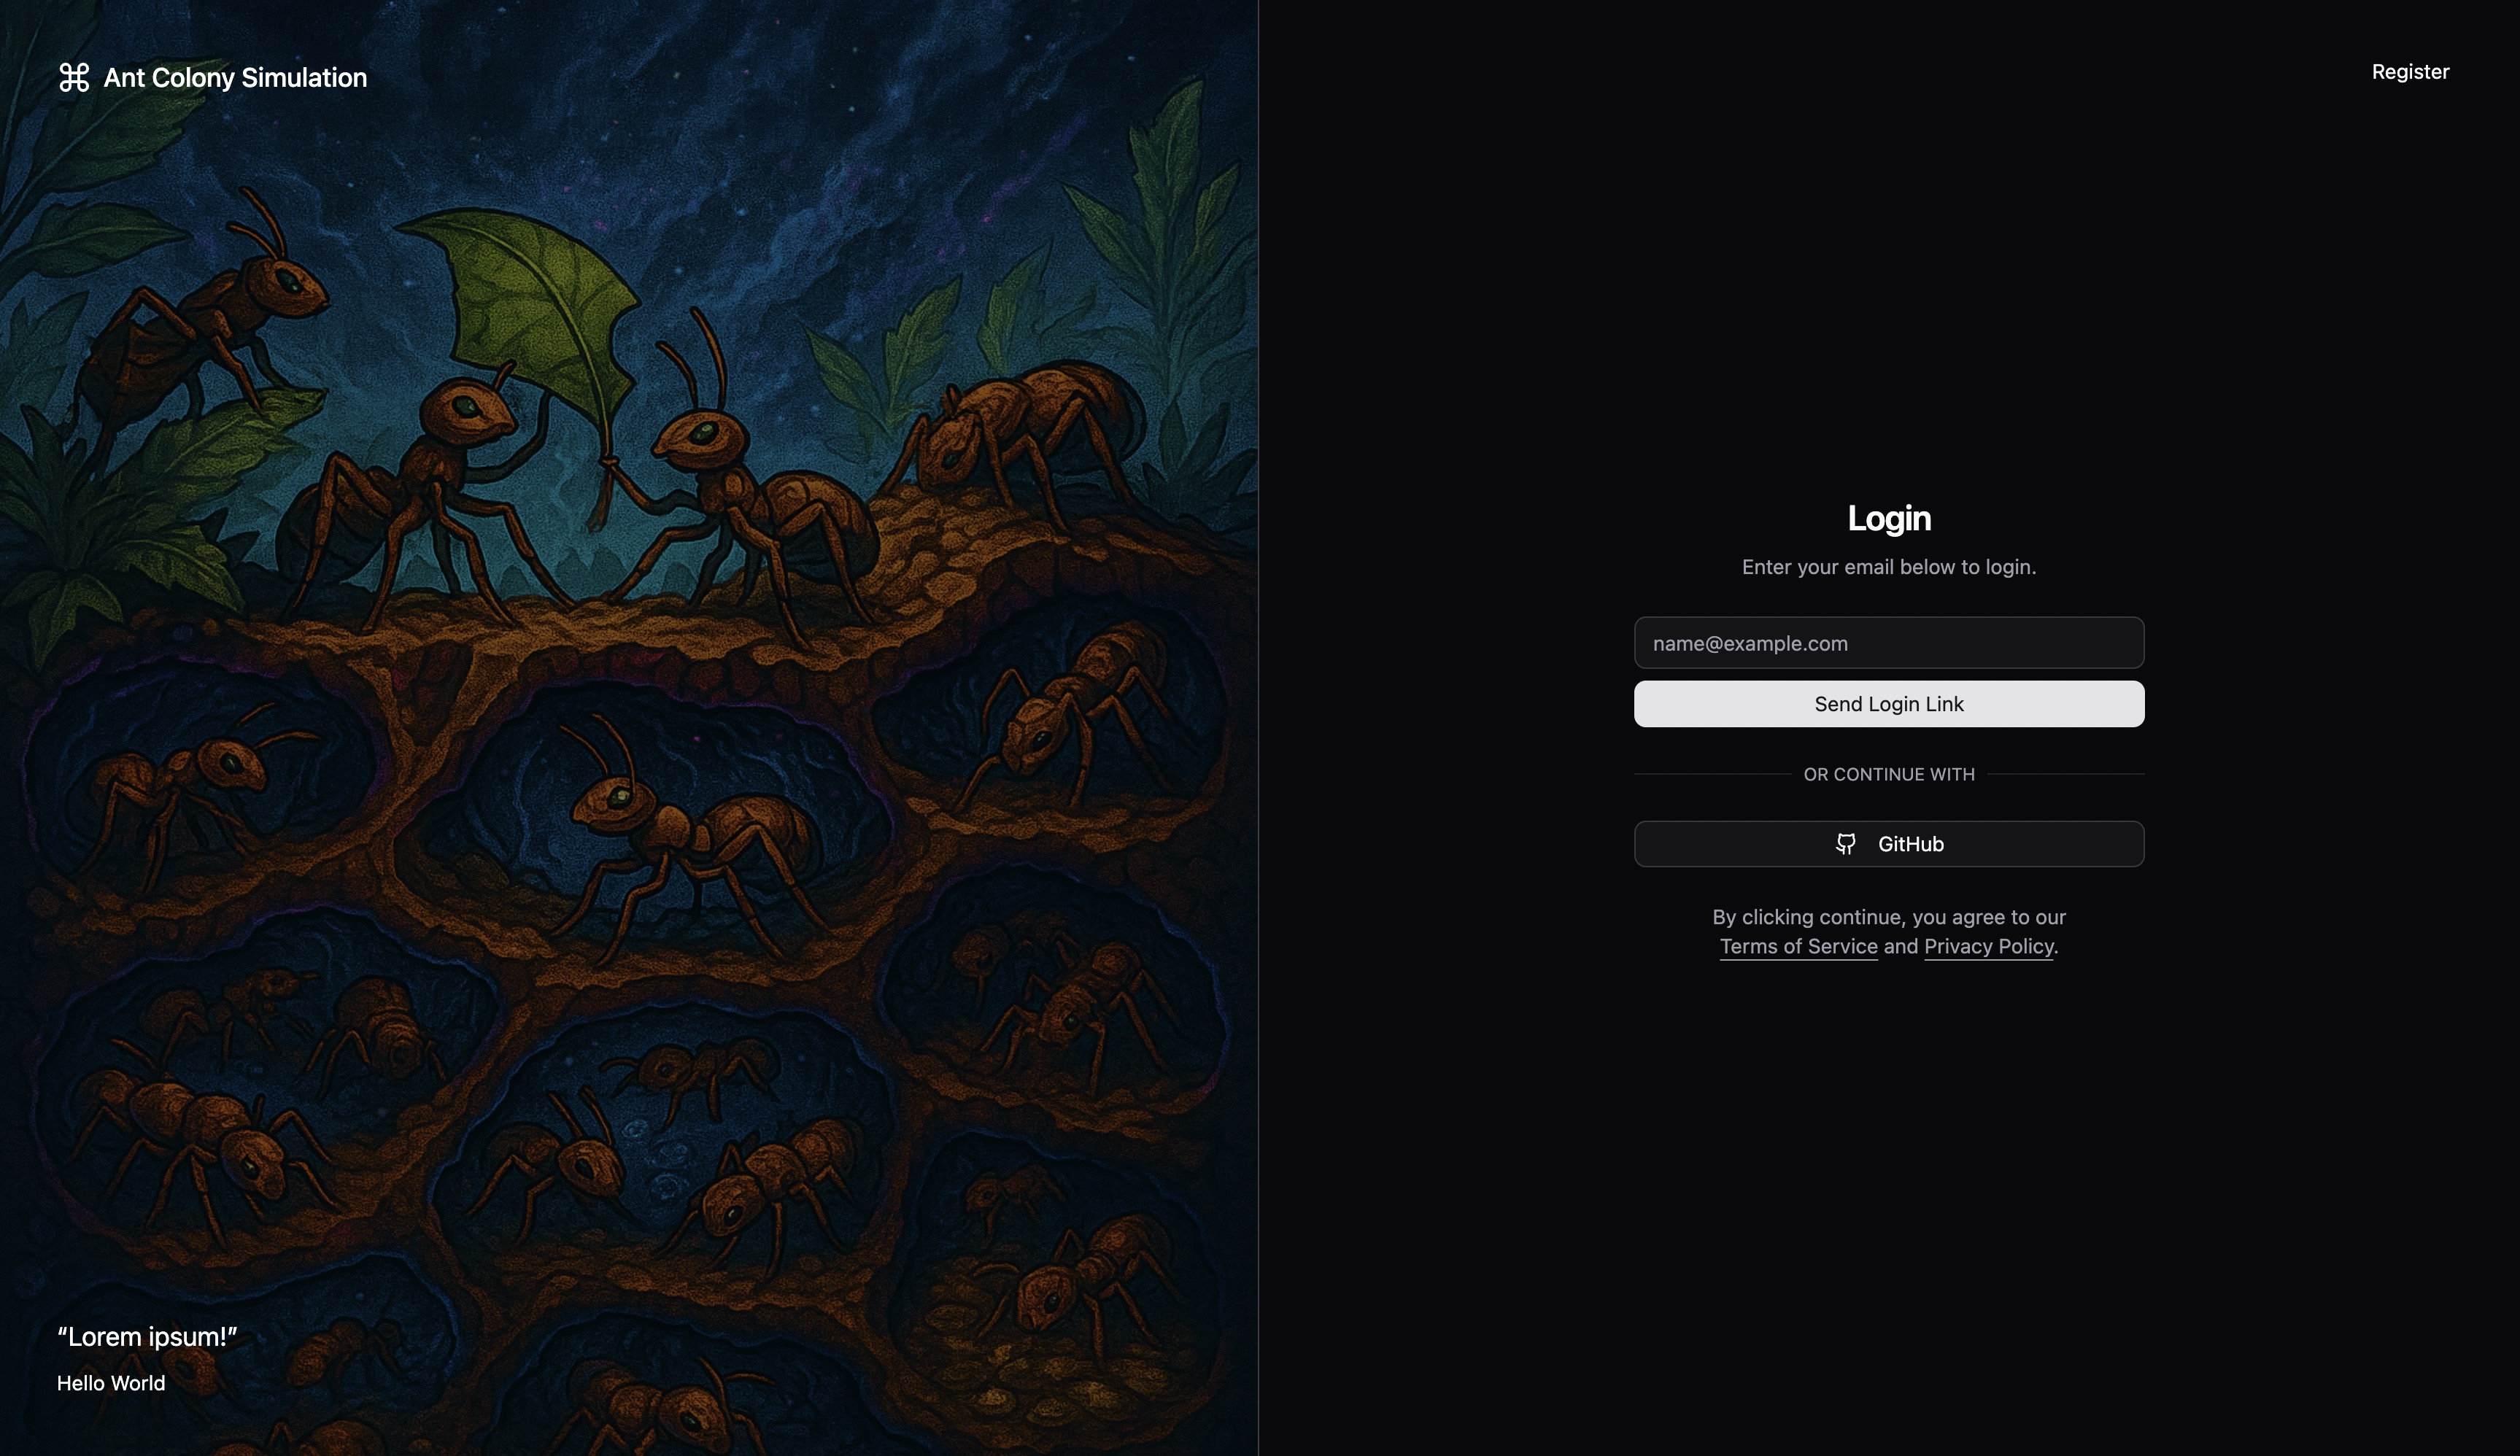 Ant Colony Simulation
Register
Login
Enter your email below to login.
name@example.com
Send Login Link
OR CONTINUE WITH
GitHub
By clicking continue, you agree to our
Terms of Service and Privacy Policy.
“Lorem ipsum!”
Hello World